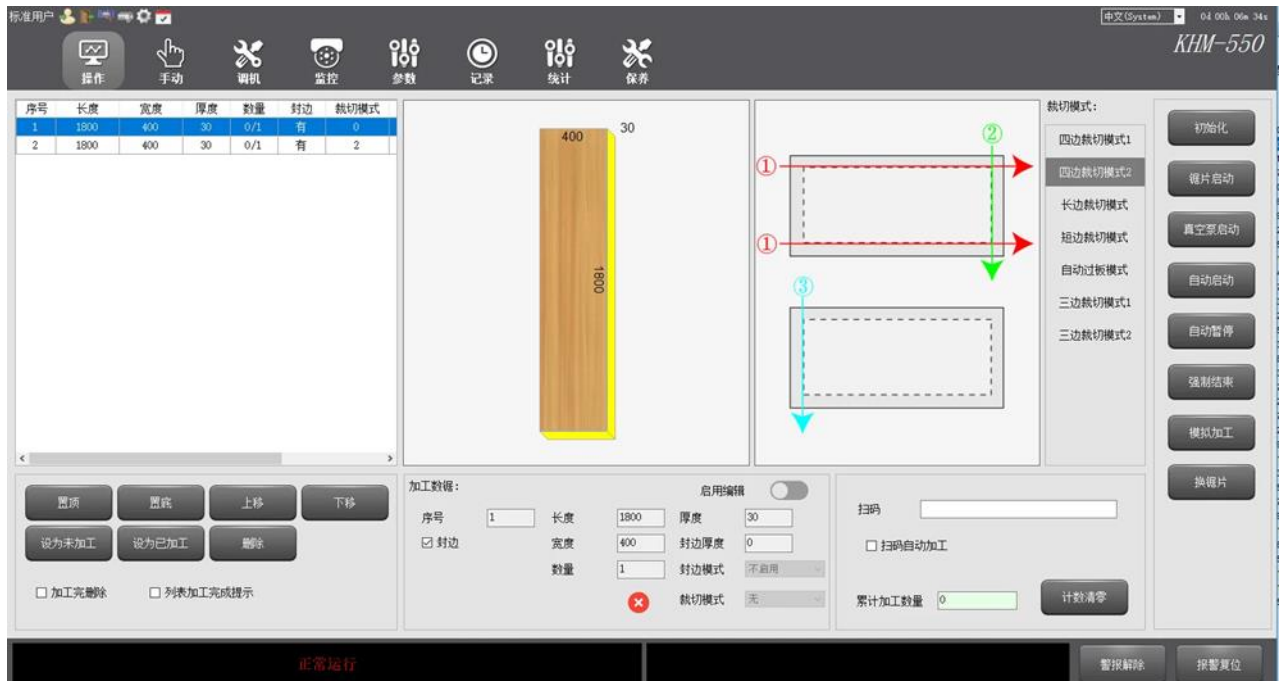 标准用户
中文(System) 0d 00h 06m 34s
KHM-550
操作 手动 调机 监控 参数 记录 统计 保养
序号 长度 宽度 厚度 数量 封边 裁切模式
1 1800 400 30 0/1 有 0
2 1800 400 30 0/1 有 2
400
30
1800
①
②
①
③
裁切模式：
四边裁切模式1
四边裁切模式2
长边裁切模式
短边裁切模式
自动过板模式
三边裁切模式1
三边裁切模式2
初始化
锯片启动
真空泵启动
自动启动
自动暂停
强制结束
模拟加工
换锯片
置顶 置底 上移 下移
设为未加工 设为已加工 删除
加工完删除 列表加工完成提示
加工数据：
启用编辑
序号 1 长度 1800 厚度 30
封边 宽度 400 封边厚度 0
数量 1 封边模式 不启用
裁切模式 无
扫码
扫码自动加工
累计加工数量 0 计数清零
正常运行
警报解除 报警复位